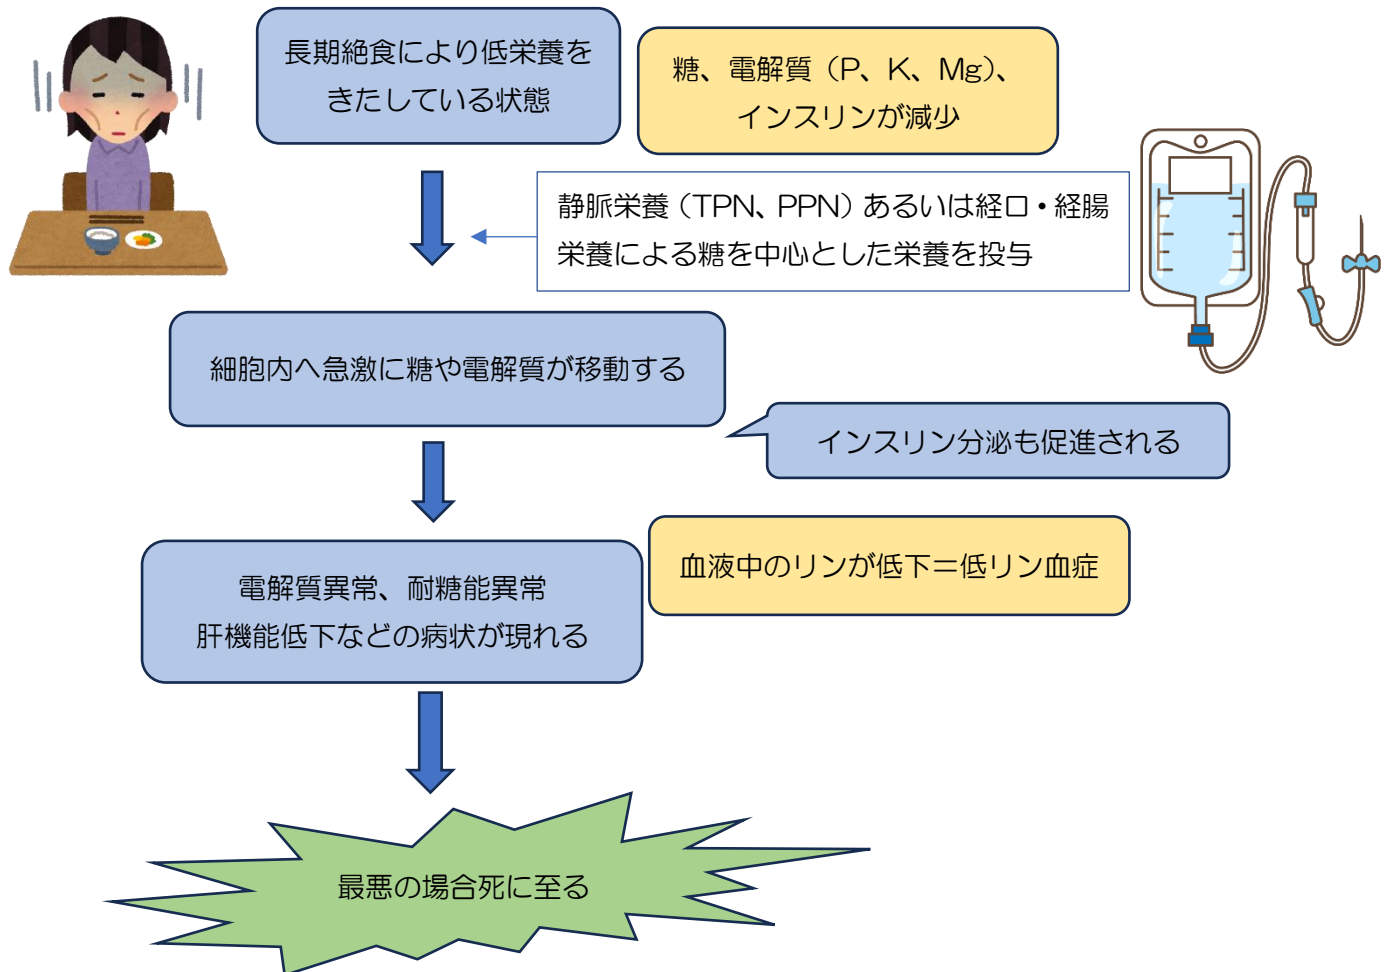 長期絶食により低栄養を
きたしている状態
糖、電解質（P、K、Mg）、
インスリンが減少
静脈栄養（TPN、PPN）あるいは経口・経腸
栄養による糖を中心とした栄養を投与
細胞内へ急激に糖や電解質が移動する
インスリン分泌も促進される
電解質異常、耐糖能異常
肝機能低下などの病状が現れる
血液中のリンが低下＝低リン血症
最悪の場合死に至る